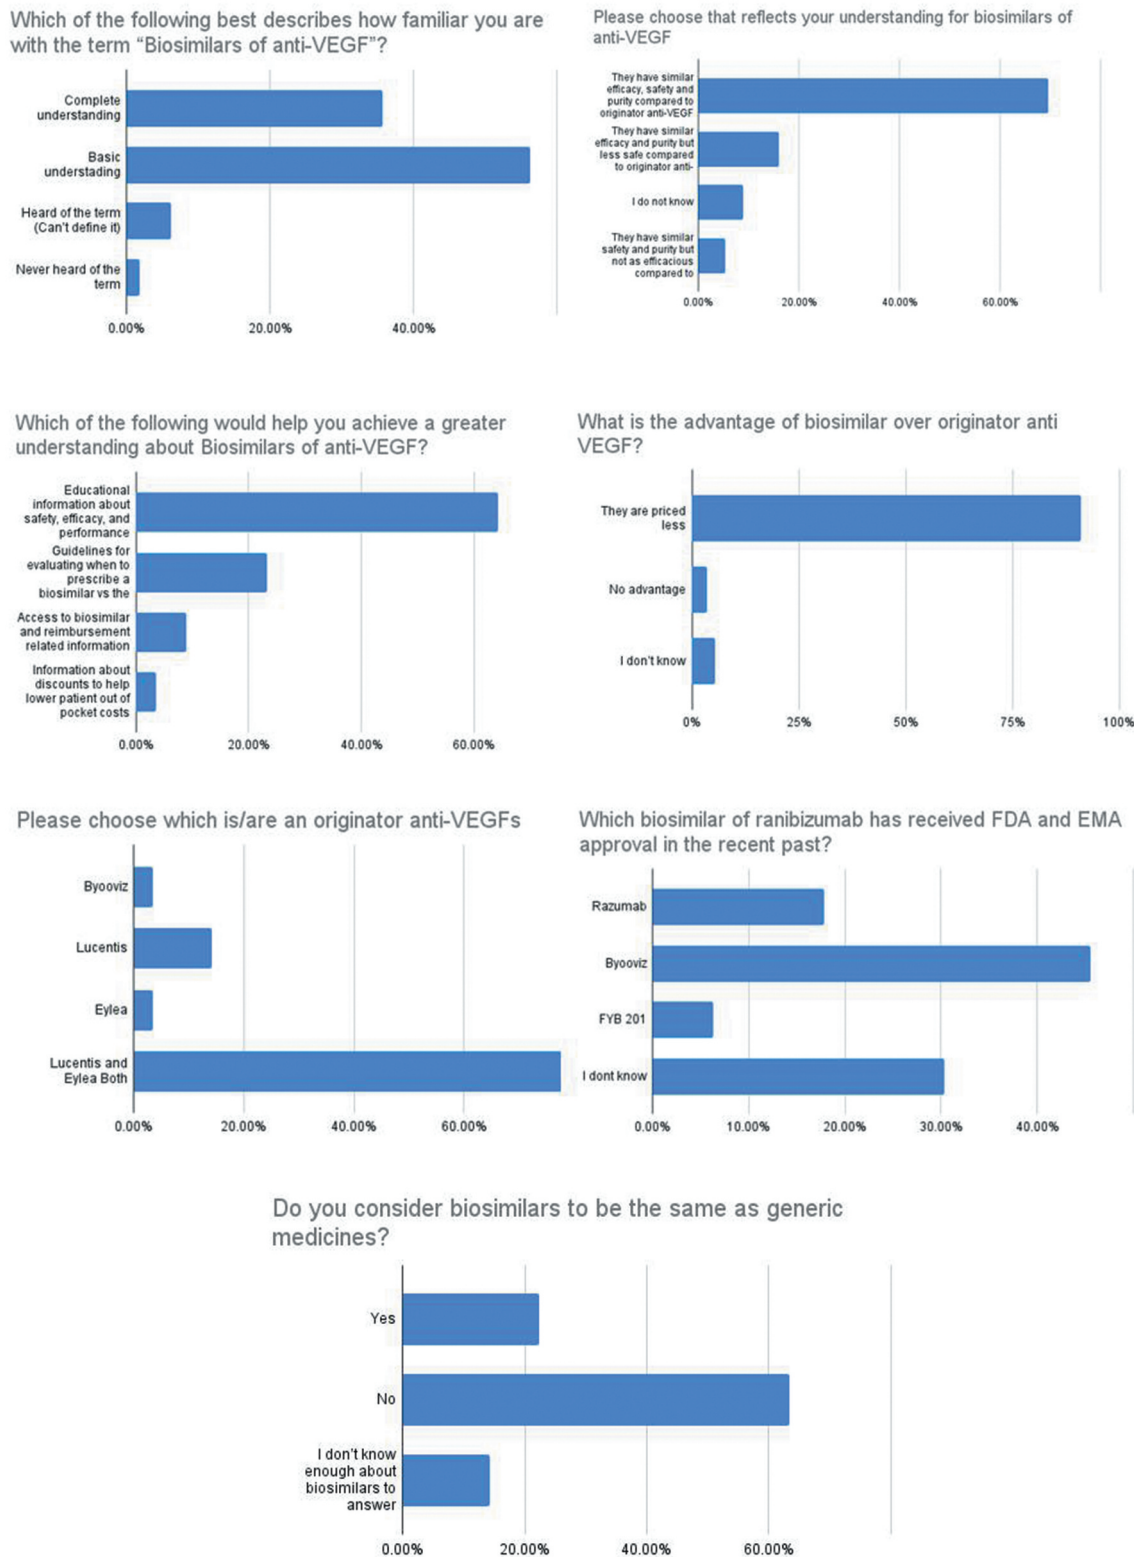 Which of the following best describes how familiar you are
with the term “Biosimilars of anti-VEGF”?
Complete
understanding
Basic
understading
Heard of the term
(Can't define it)
Never heard of the
term
0.00%
20.00%
40.00%
Please choose that reflects your understanding for biosimilars of
anti-VEGF
They have similar
efficacy, safety and
purity compared to
originator anti-VEGF
They have similar
efficacy and purity but
less safe compared
to originator anti-
I do not know
They have similar
safety and purity but
not as efficacious
compared to
0.00%
20.00%
40.00%
60.00%
Which of the following would help you achieve a greater
understanding about Biosimilars of anti-VEGF?
Educational
information about
safety, efficacy, and
performance
Guidelines for
evaluating when to
prescribe a
biosimilar vs the
Access to biosimilar
and reimbursement
related information
Information about
discounts to help
lower patient out of
pocket costs
0.00%
20.00%
40.00%
60.00%
What is the advantage of biosimilar over originator anti
VEGF?
They are priced
less
No advantage
I don't know
0%
25%
50%
75%
100%
Please choose which is/are an originator anti-VEGFs
Byooviz
Lucentis
Eylea
Lucentis and
Eylea Both
0.00%
20.00%
40.00%
60.00%
Which biosimilar of ranibizumab has received FDA and EMA
approval in the recent past?
Razumab
Byooviz
FYB 201
I dont know
0.00%
10.00%
20.00%
30.00%
40.00%
Do you consider biosimilars to be the same as generic
medicines?
Yes
No
I don't know
enough about
biosimilars to
answer
0.00%
20.00%
40.00%
60.00%